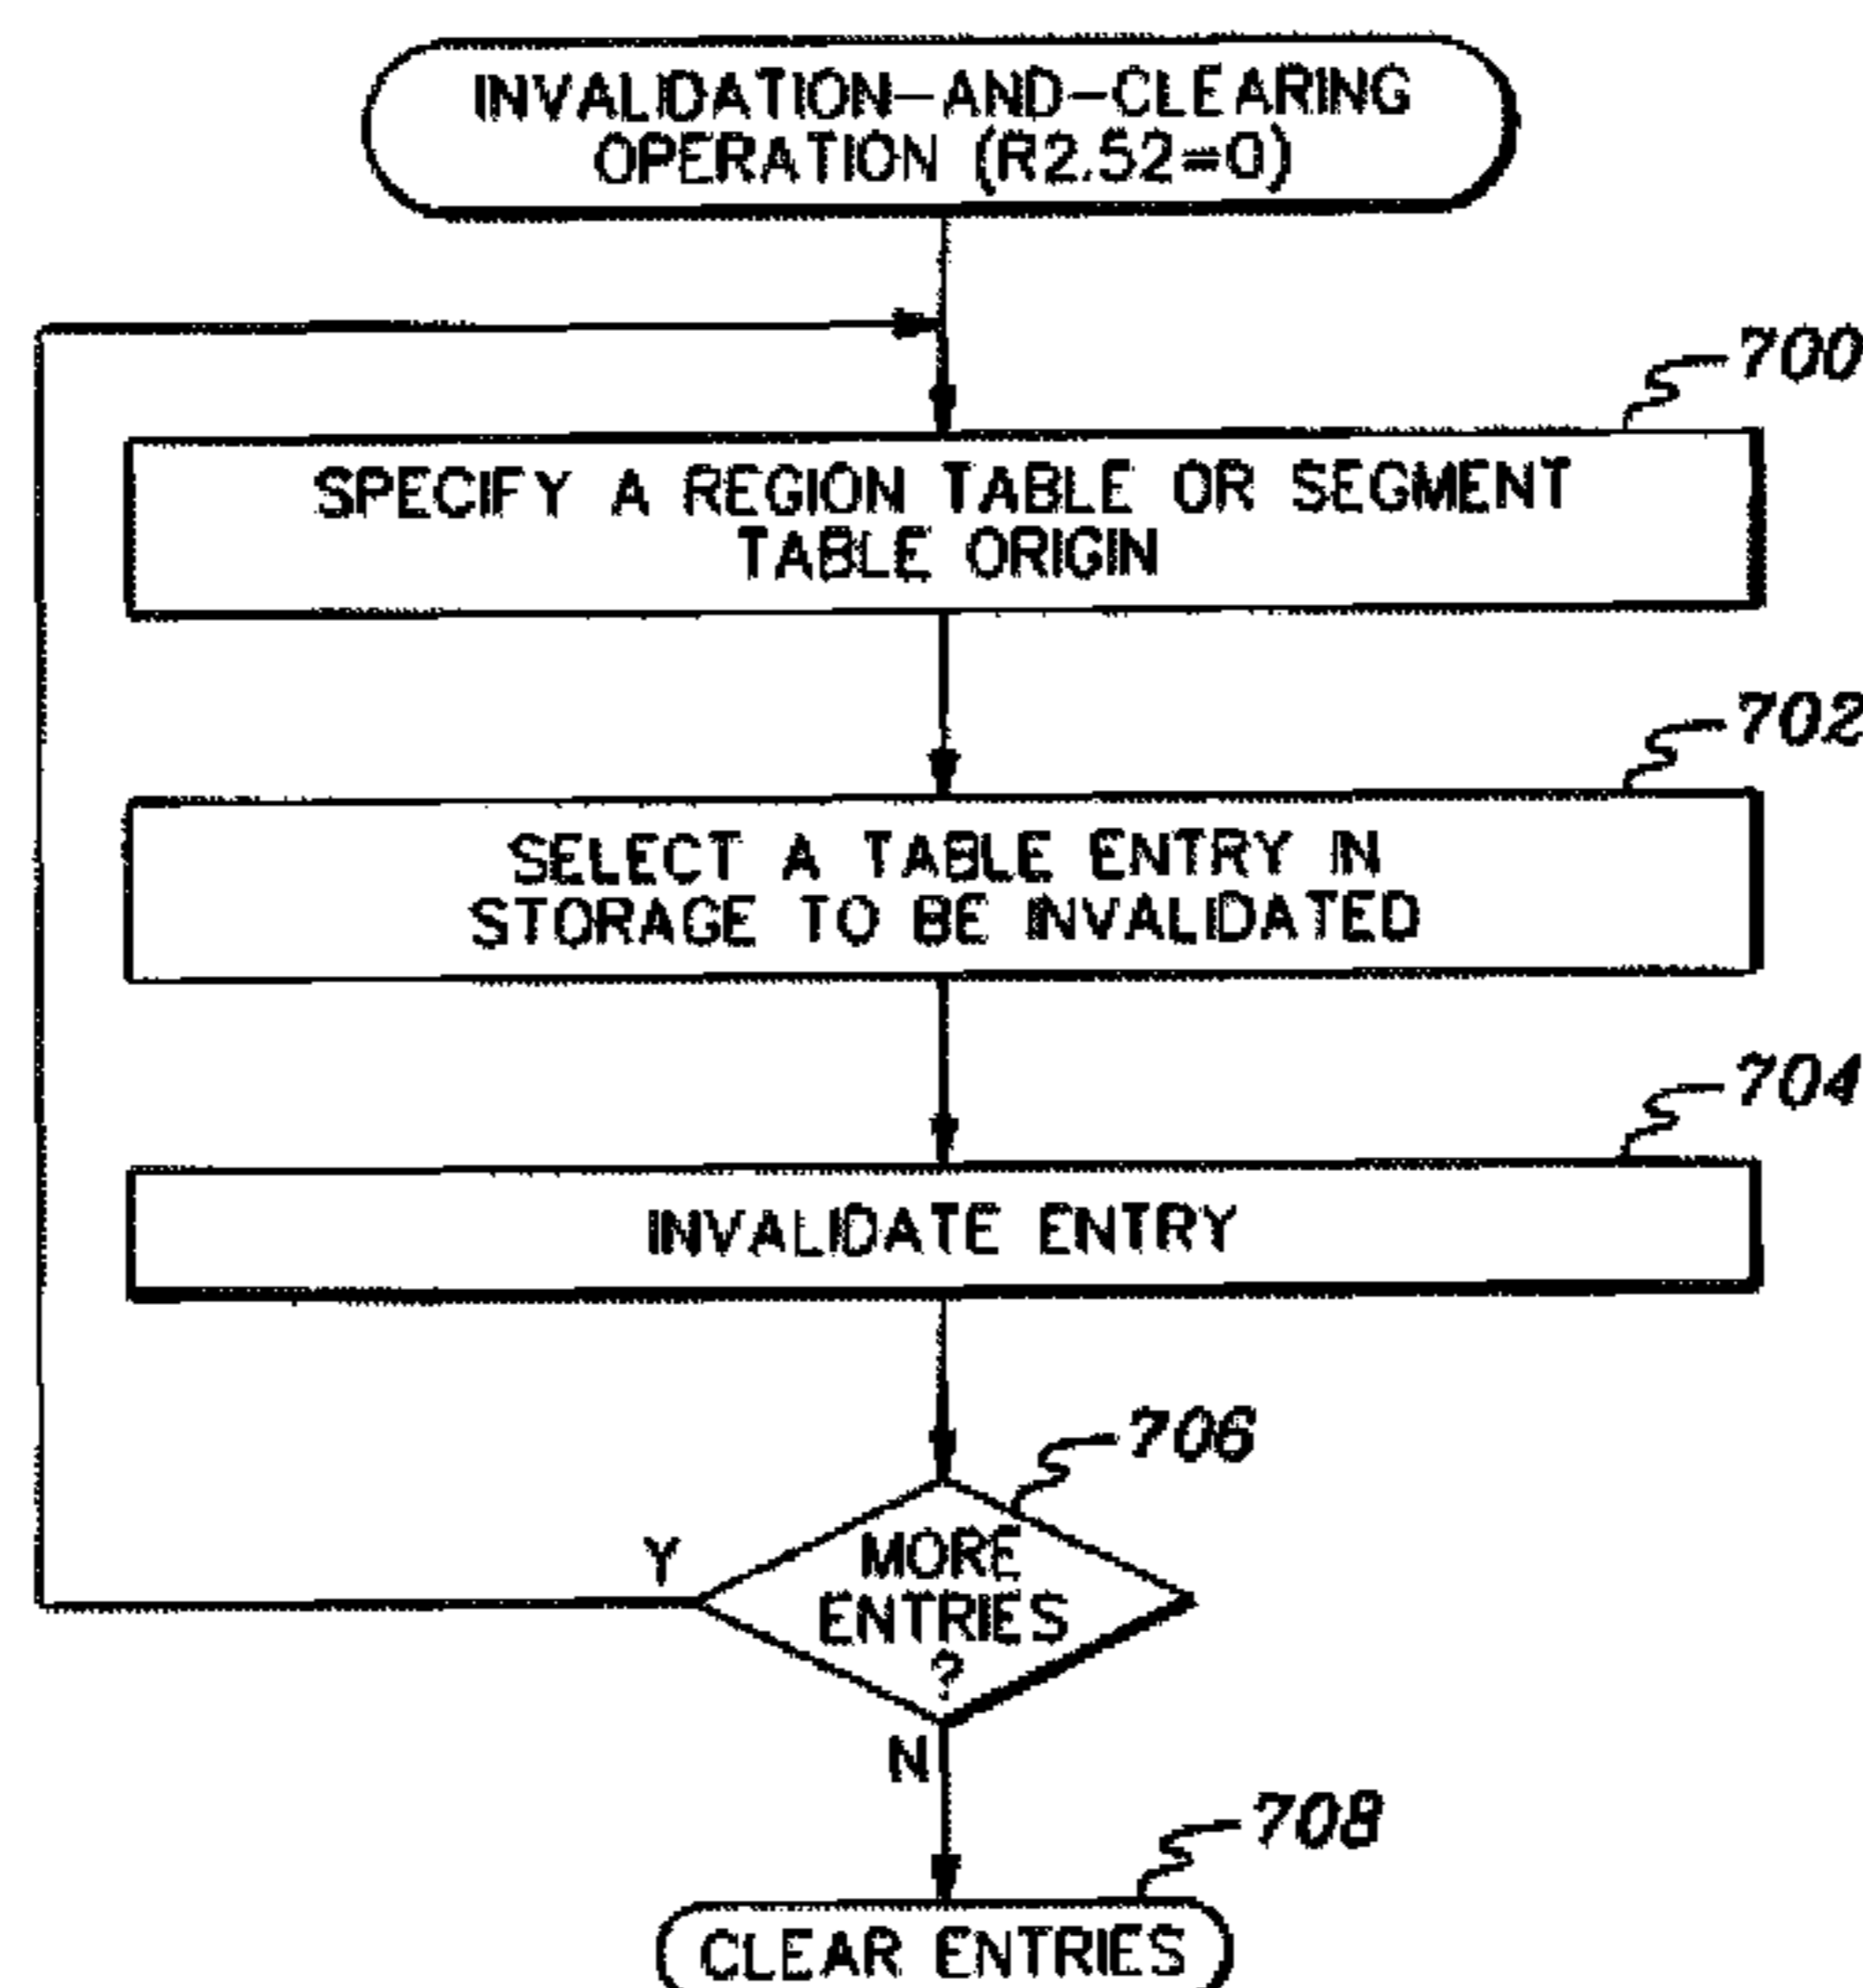 INVALIDATION-AND-CLEARING
OPERATION (R2.52=0)
700
SPECIFY A REGION TABLE OR SEGMENT
TABLE ORIGIN
702
SELECT A TABLE ENTRY IN
STORAGE TO BE INVALIDATED
704
INVALIDATE ENTRY
706
MORE
ENTRIES
?
Y
N
708
CLEAR ENTRIES